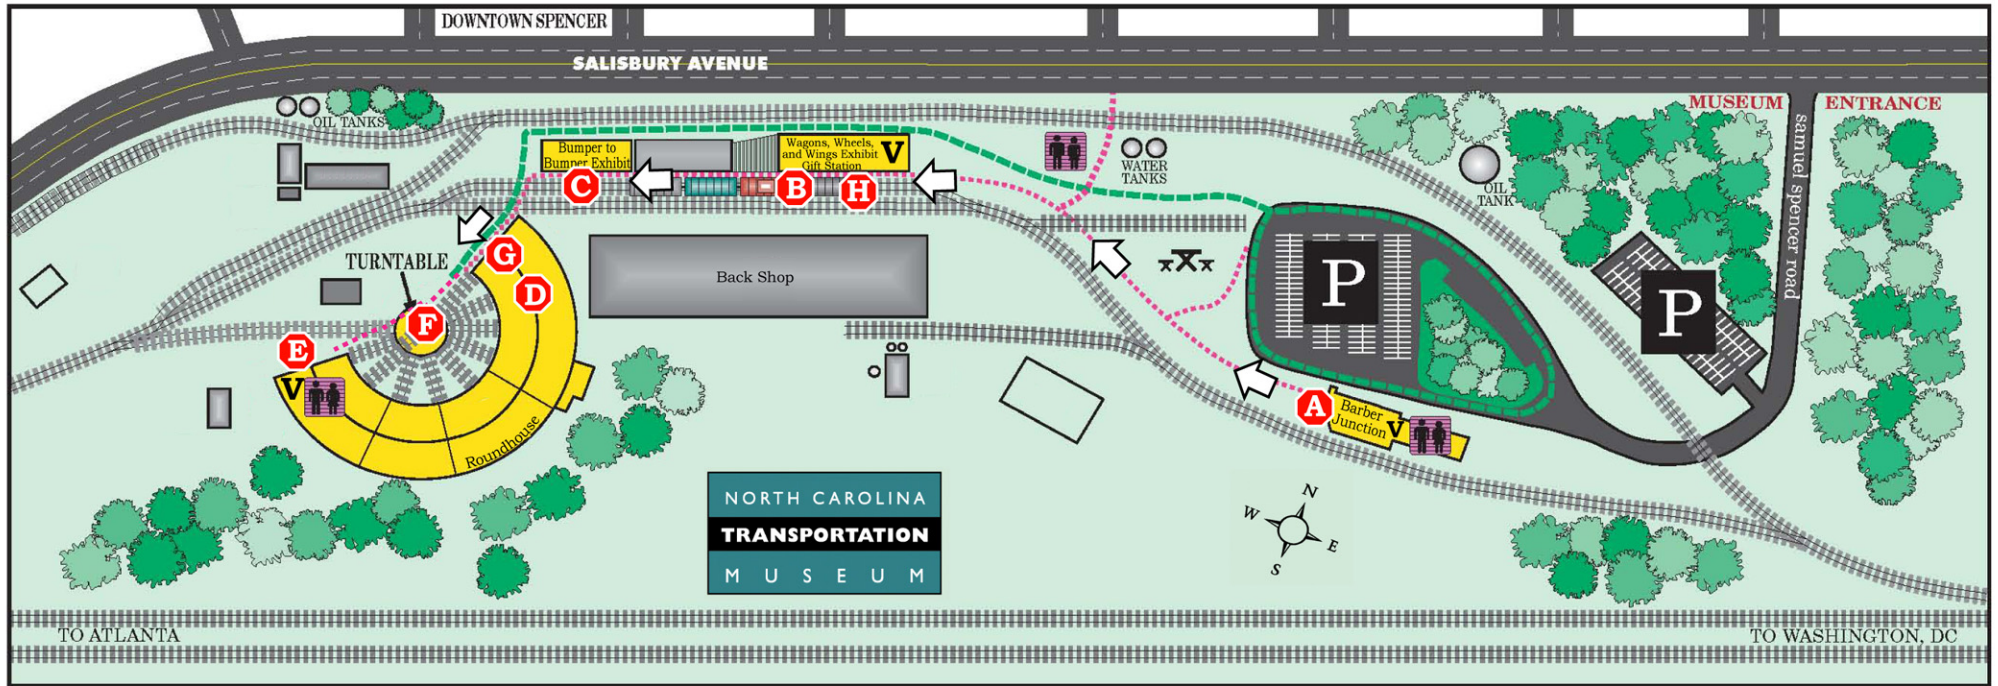 DOWNTOWN SPENCER
SALISBURY AVENUE
MUSEUM ENTRANCE
samuel spencer road
OIL TANKS
Bumper to
Bumper Exhibit
Wagons, Wheels,
and Wings Exhibit
Gift Station
V
WATER
TANKS
OIL
TANK
C
B
H
G
D
TURNTABLE
F
E
V
Back Shop
P
P
A
Barber
Junction
V
Roundhouse
NORTH CAROLINA
TRANSPORTATION
MUSEUM
N
W
E
S
TO ATLANTA
TO WASHINGTON, DC